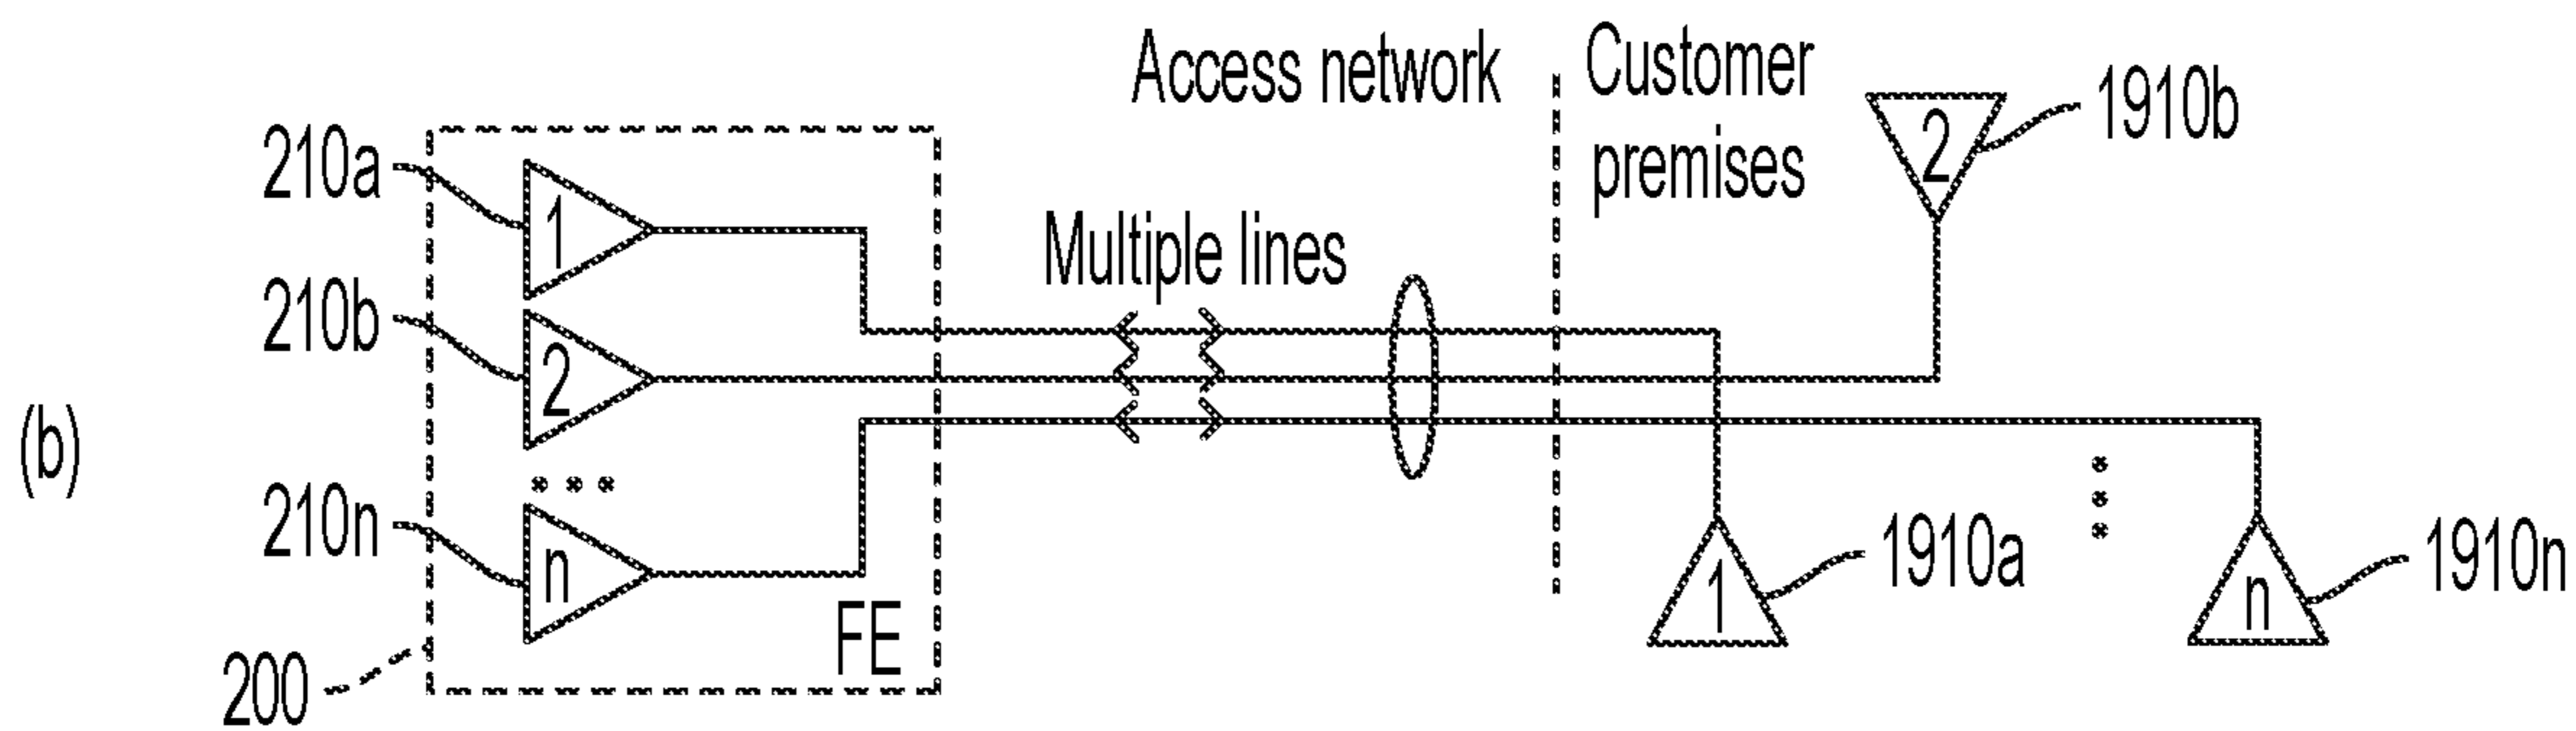 Access network
Customer
premises
1910b
210a
1
2
Multiple lines
210b
2
(b)
210n
n
1910a
1
1910n
n
FE
200